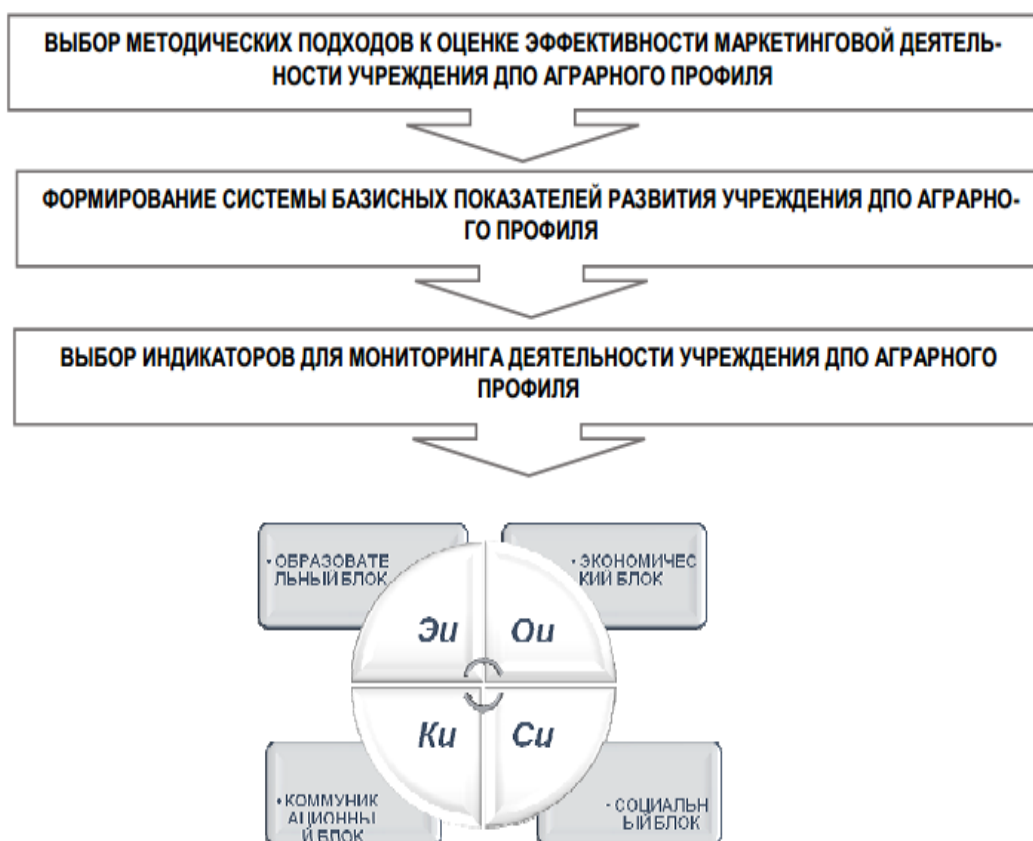 ВЫБОР МЕТОДИЧЕСКИХ ПОДХОДОВ К ОЦЕНКЕ ЭФФЕКТИВНОСТИ МАРКЕТИНГОВОЙ ДЕЯТЕЛЬ-
НОСТИ УЧРЕЖДЕНИЯ ДПО АГРАРНОГО ПРОФИЛЯ
ФОРМИРОВАНИЕ СИСТЕМЫ БАЗИСНЫХ ПОКАЗАТЕЛЕЙ РАЗВИТИЯ УЧРЕЖДЕНИЯ ДПО АГРАРНО-
ГО ПРОФИЛЯ
ВЫБОР ИНДИКАТОРОВ ДЛЯ МОНИТОРИНГА ДЕЯТЕЛЬНОСТИ УЧРЕЖДЕНИЯ ДПО АГРАРНОГО
ПРОФИЛЯ
• ОБРАЗОВАТЕ
ЛЬНЫЙ БЛОК
• ЭКОНОМИЧЕС
КИЙ БЛОК
Эи
Ои
Ки
Си
• КОММУНИК
АЦИОННЫ
Й БЛОК
• СОЦИАЛЬН
ЫЙ БЛОК